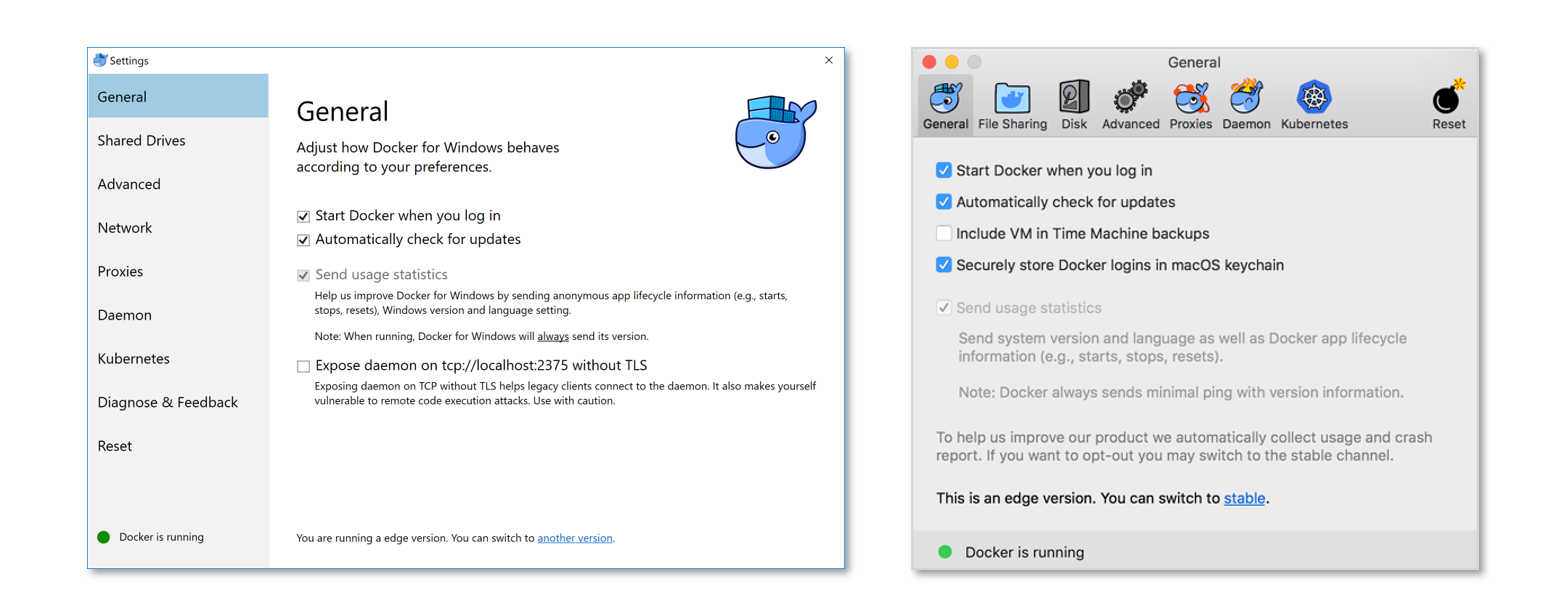 Settings
General
Shared Drives
Advanced
Network
Proxies
Daemon
Kubernetes
Diagnose & Feedback
Reset
Docker is running
General
Adjust how Docker for Windows behaves
according to your preferences.
Start Docker when you log in
Automatically check for updates
Send usage statistics
Help us improve Docker for Windows by sending anonymous app lifecycle information (e.g., starts,
stops, resets), Windows version and language setting.
Note: When running, Docker for Windows will always send its version.
Expose daemon on tcp://localhost:2375 without TLS
Exposing daemon on TCP without TLS helps legacy clients connect to the daemon. It also makes yourself
vulnerable to remote code execution attacks. Use with caution.
You are running a edge version. You can switch to another version.
General
General File Sharing Disk Advanced Proxies Daemon Kubernetes Reset
Start Docker when you log in
Automatically check for updates
Include VM in Time Machine backups
Securely store Docker logins in macOS keychain
Send usage statistics
Send system version and language as well as Docker app lifecycle
information (e.g., starts, stops, resets).
Note: Docker always sends minimal ping with version information.
To help us improve our product we automatically collect usage and crash
report. If you want to opt-out you may switch to the stable channel.
This is an edge version. You can switch to stable.
Docker is running